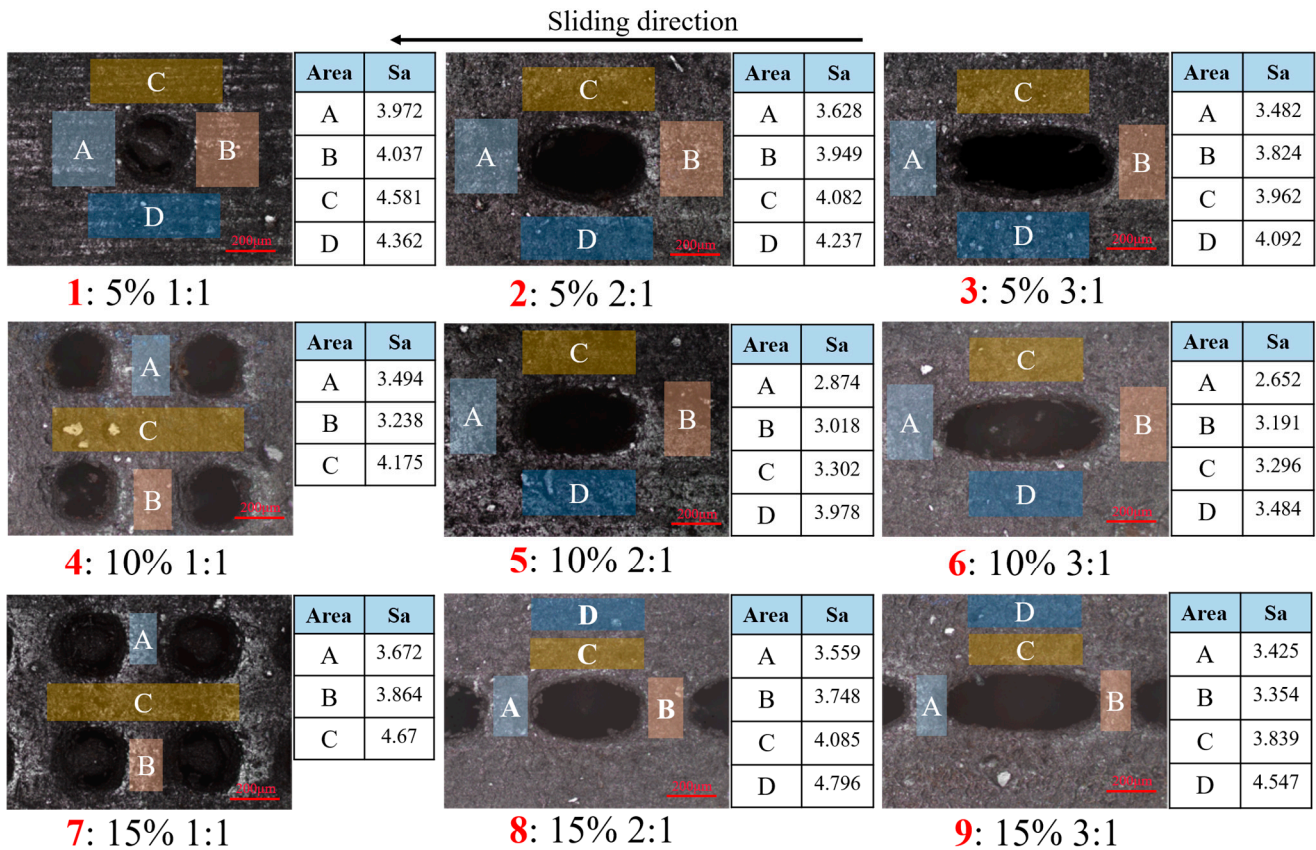 Sliding direction
C
A
B
D
200μm
Area Sa
A 3.972
B 4.037
C 4.581
D 4.362
1: 5% 1:1
C
A
B
D
200μm
Area Sa
A 3.628
B 3.949
C 4.082
D 4.237
2: 5% 2:1
C
A
B
D
200μm
Area Sa
A 3.482
B 3.824
C 3.962
D 4.092
3: 5% 3:1
A
C
B
200μm
Area Sa
A 3.494
B 3.238
C 4.175
4: 10% 1:1
C
A
B
D
200μm
Area Sa
A 2.874
B 3.018
C 3.302
D 3.978
5: 10% 2:1
C
A
B
D
200μm
Area Sa
A 2.652
B 3.191
C 3.296
D 3.484
6: 10% 3:1
A
C
B
200μm
Area Sa
A 3.672
B 3.864
C 4.67
7: 15% 1:1
D
C
A
B
200μm
Area Sa
A 3.559
B 3.748
C 4.085
D 4.796
8: 15% 2:1
D
C
A
B
200μm
Area Sa
A 3.425
B 3.354
C 3.839
D 4.547
9: 15% 3:1